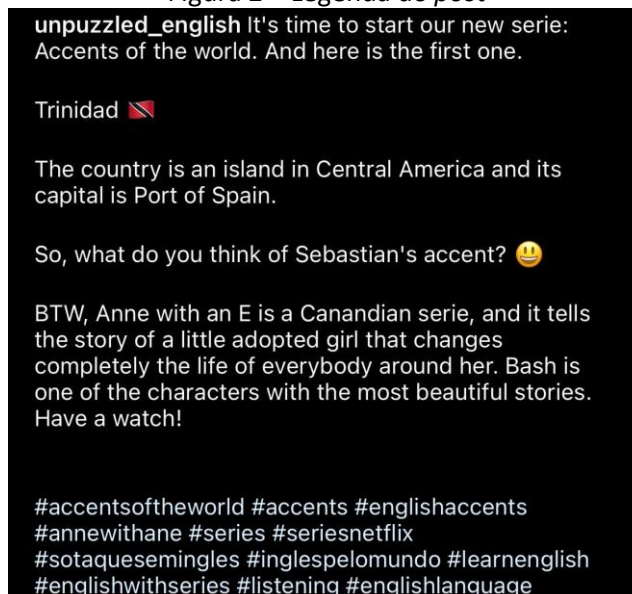 Figura 2 – Legenda do post
unpuzzled_english It's time to start our new serie:
Accents of the world. And here is the first one.
Trinidad 🇹🇹
The country is an island in Central America and its
capital is Port of Spain.
So, what do you think of Sebastian's accent? 😃
BTW, Anne with an E is a Canandian serie, and it tells
the story of a little adopted girl that changes
completely the life of everybody around her. Bash is
one of the characters with the most beautiful stories.
Have a watch!
#accentsoftheworld #accents #englishaccents
#annewithane #series #seriesnetflix
#sotaquesemingles #inglespelomundo #learnenglish
#englishwithseries #listening #englishlanguage